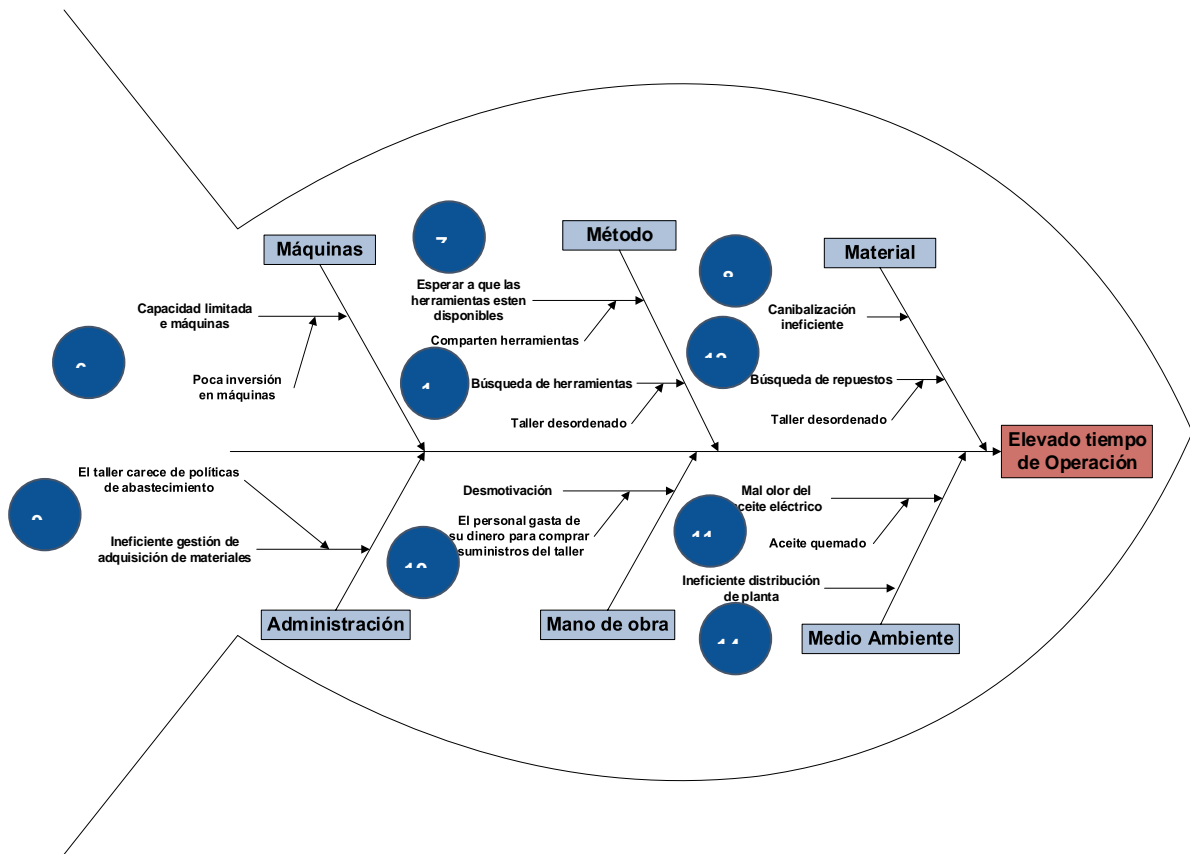 Máquinas
Método
Material
Capacidad limitada
e máquinas
Poca inversión
en máquinas
Esperar a que las
herramientas esten
disponibles
Comparten herramientas
Búsqueda de herramientas
Taller desordenado
Canibalización
ineficiente
Búsqueda de repuestos
Taller desordenado
Elevado tiempo
de Operación
El taller carece de políticas
de abastecimiento
Ineficiente gestión de
adquisición de materiales
Desmotivación
El personal gasta de
su dinero para comprar
suministros del taller
Mal olor del
eléctrico
Aceite quemado
Ineficiente distribución
de planta
Administración
Mano de obra
Medio Ambiente